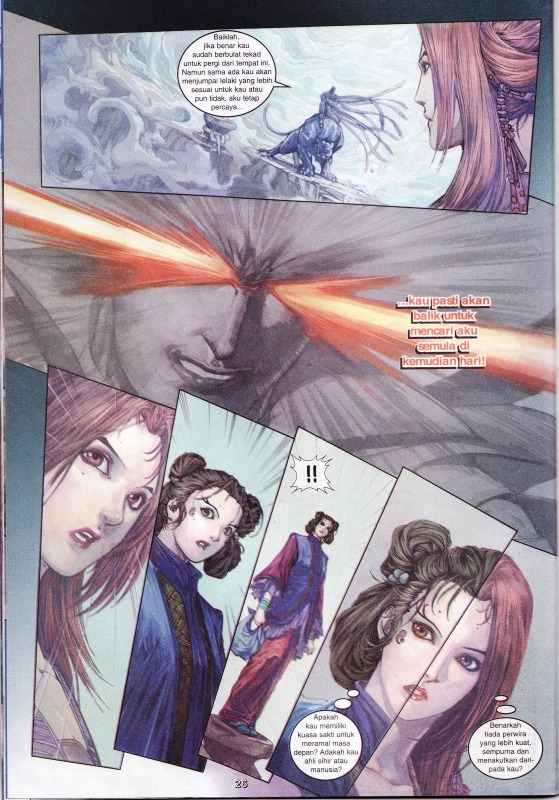 Baiklah,
jika benar kau
sudah berbulat tekad
untuk pergi dari tempat ini.
Namun sama ada kau akan
menjumpai lelaki yang lebih
sesuai untuk kau atau
pun tidak, aku tetap
percaya...
...kau pasti akan
balik untuk
mencari aku
semula di
kemudian hari!
!!
Apakah
kau memiliki
kuasa sakti untuk
meramal masa
depan? Adakah kau
ahli sihir atau
manusia?
Benarkah
tiada perwira
yang lebih kuat,
sempurna dan
menakutkan dari-
pada kau?
26